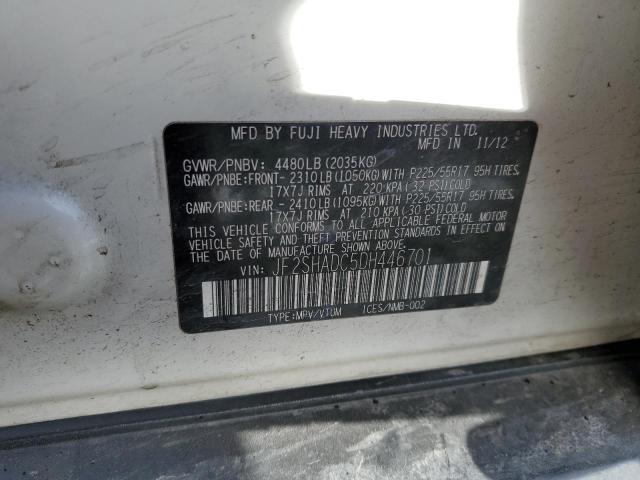 MFD BY FUJI HEAVY INDUSTRIES LTD.
MFD IN 11/12
GVWR/PNBV: 4480LB (2035KG)
GAWR/PNBE:FRONT- 2310LB(1050KG)WITH P225/55R17 95H TIRES
17X7J RIMS AT 220 KPA( 32 PSI)COLD
GAWR/PNBE:REAR - 2410LB(1095KG)WITH P225/55R17 95H TIRES
17X7J RIMS AT 210 KPA( 30 PSI)COLD
THIS VEHICLE CONFORMS TO ALL APPLICABLE FEDERAL MOTOR
VEHICLE SAFETY AND BUMPER STANDARDS IN EFFECT ON
THE DATE OF MANUFACTURE SHOWN ABOVE.
VIN: JF2SHADC5DH446701
TYPE:MPV/VTUM ICES/NMB-002